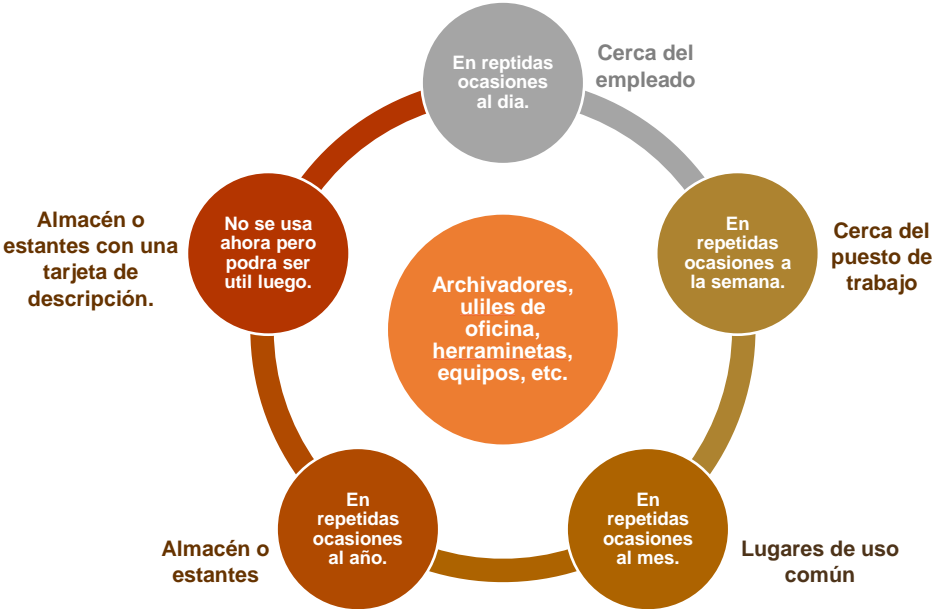 En reptidas
ocasiones
al dia.
Cerca del
empleado
En
repetidas
ocasiones a
la semana.
Cerca del
puesto de
trabajo
En
repetidas
ocasiones
al mes.
Lugares de uso
común
En
repetidas
ocasiones
al año.
Almacén o
estantes
No se usa
ahora pero
podra ser
util luego.
Almacén o
estantes con una
tarjeta de
descripción.
Archivadores,
uliles de
oficina,
herraminetas,
equipos, etc.